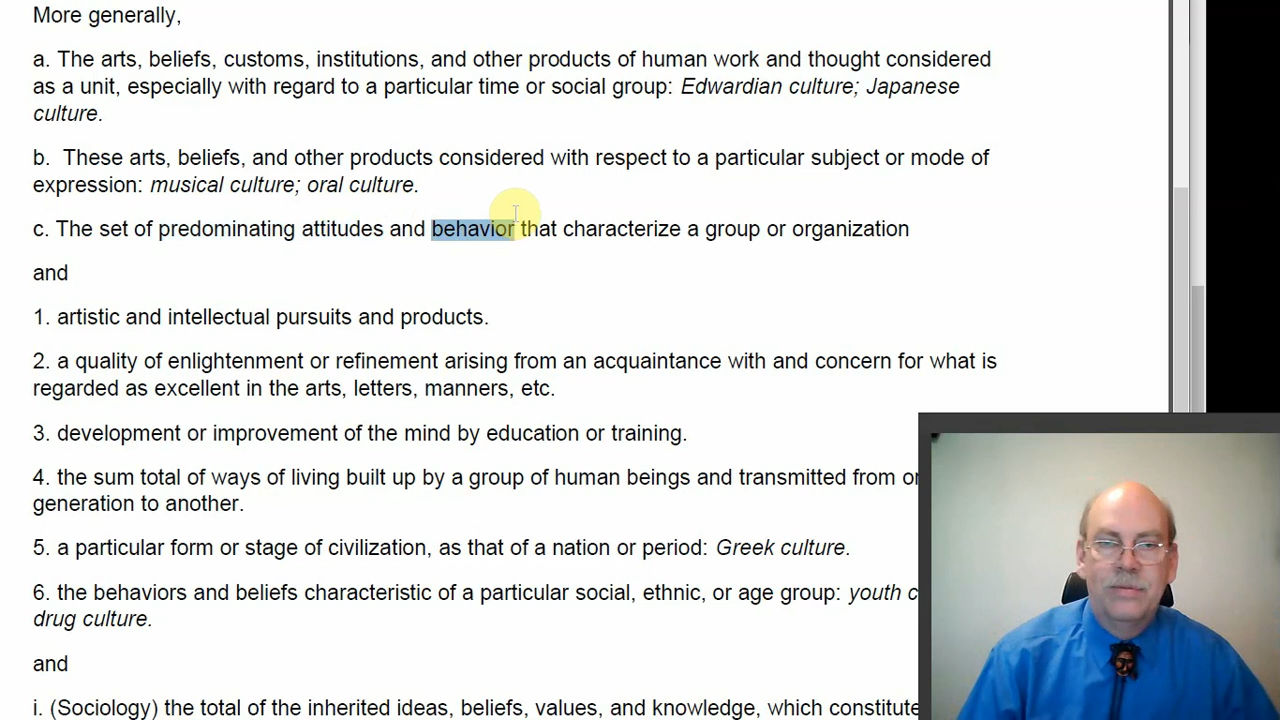 More generally,
a. The arts, beliefs, customs, institutions, and other products of human work and thought considered
as a unit, especially with regard to a particular time or social group: Edwardian culture; Japanese
culture.
b.  These arts, beliefs, and other products considered with respect to a particular subject or mode of
expression: musical culture; oral culture.
c. The set of predominating attitudes and behavior that characterize a group or organization
and
1. artistic and intellectual pursuits and products.
2. a quality of enlightenment or refinement arising from an acquaintance with and concern for what is
regarded as excellent in the arts, letters, manners, etc.
3. development or improvement of the mind by education or training.
4. the sum total of ways of living built up by a group of human beings and transmitted from
generation to another.
5. a particular form or stage of civilization, as that of a nation or period: Greek culture.
6. the behaviors and beliefs characteristic of a particular social, ethnic, or age group: youth
drug culture.
and
i. (Sociology) the total of the inherited ideas, beliefs, values, and knowledge, which constitute